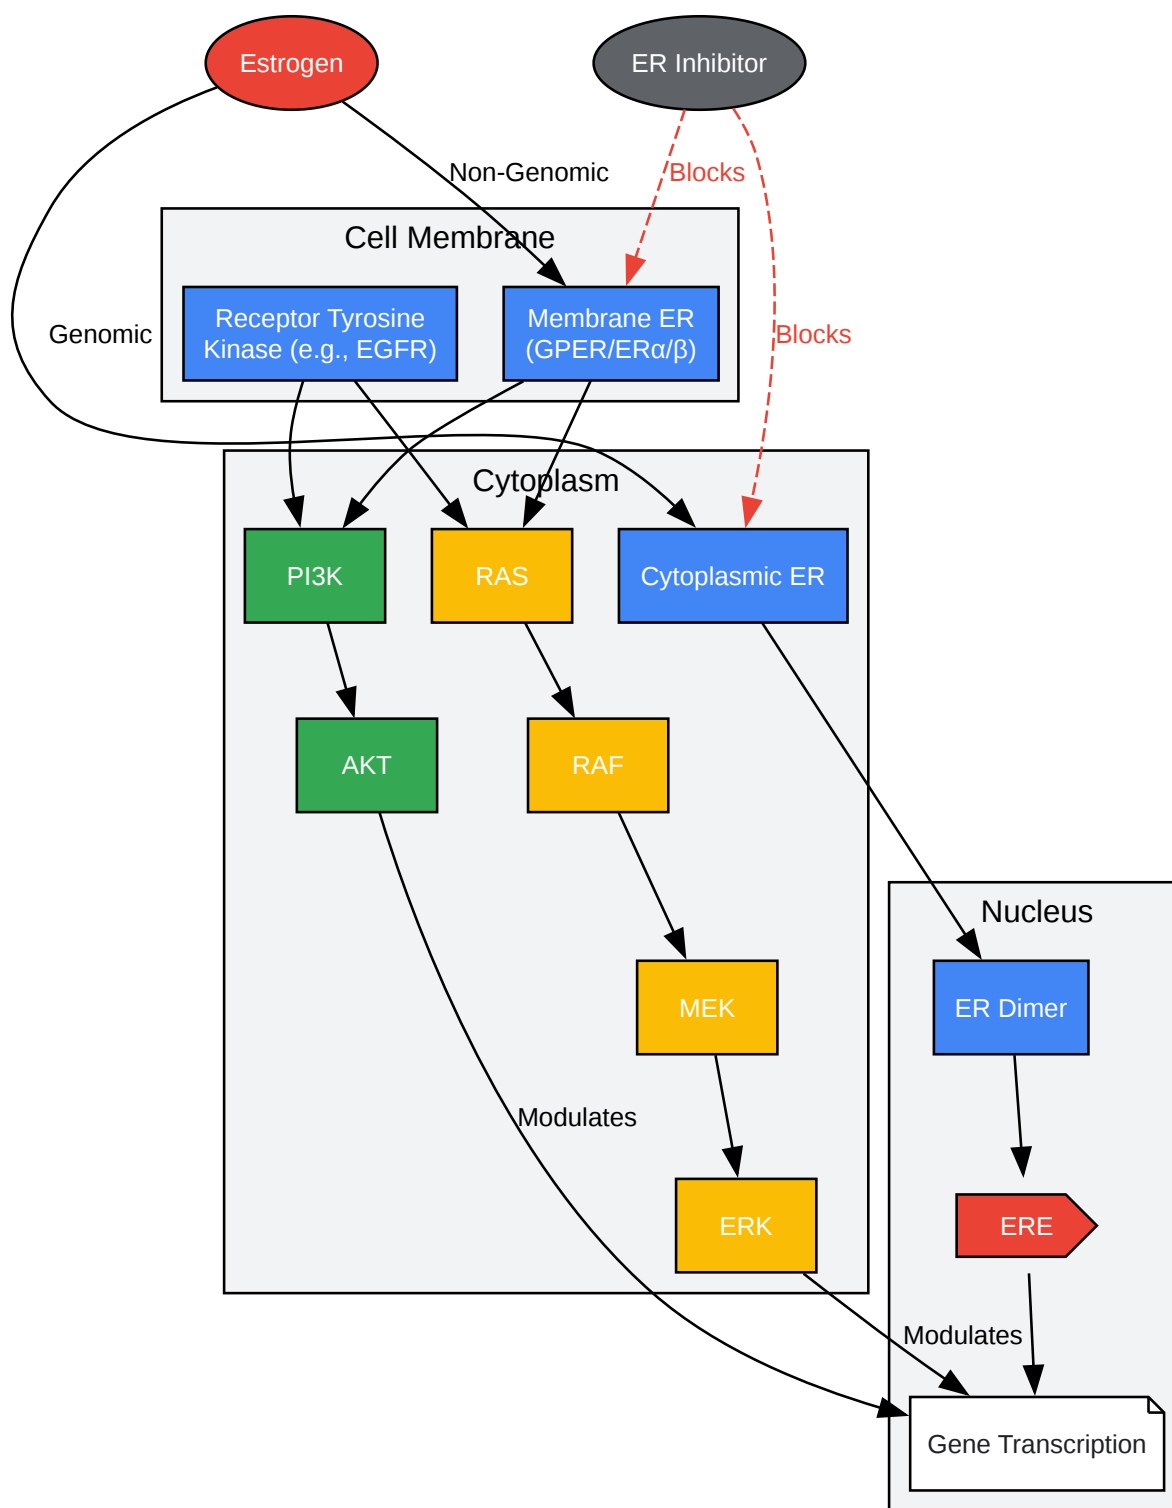 Estrogen
ER Inhibitor
Non-Genomic
Blocks
Cell Membrane
Genomic
Receptor Tyrosine
Kinase (e.g., EGFR)
Membrane ER
(GPER/ERα/β)
Blocks
Cytoplasm
PI3K
RAS
Cytoplasmic ER
AKT
RAF
Nucleus
MEK
ER Dimer
Modulates
ERK
ERE
Modulates
Gene Transcription